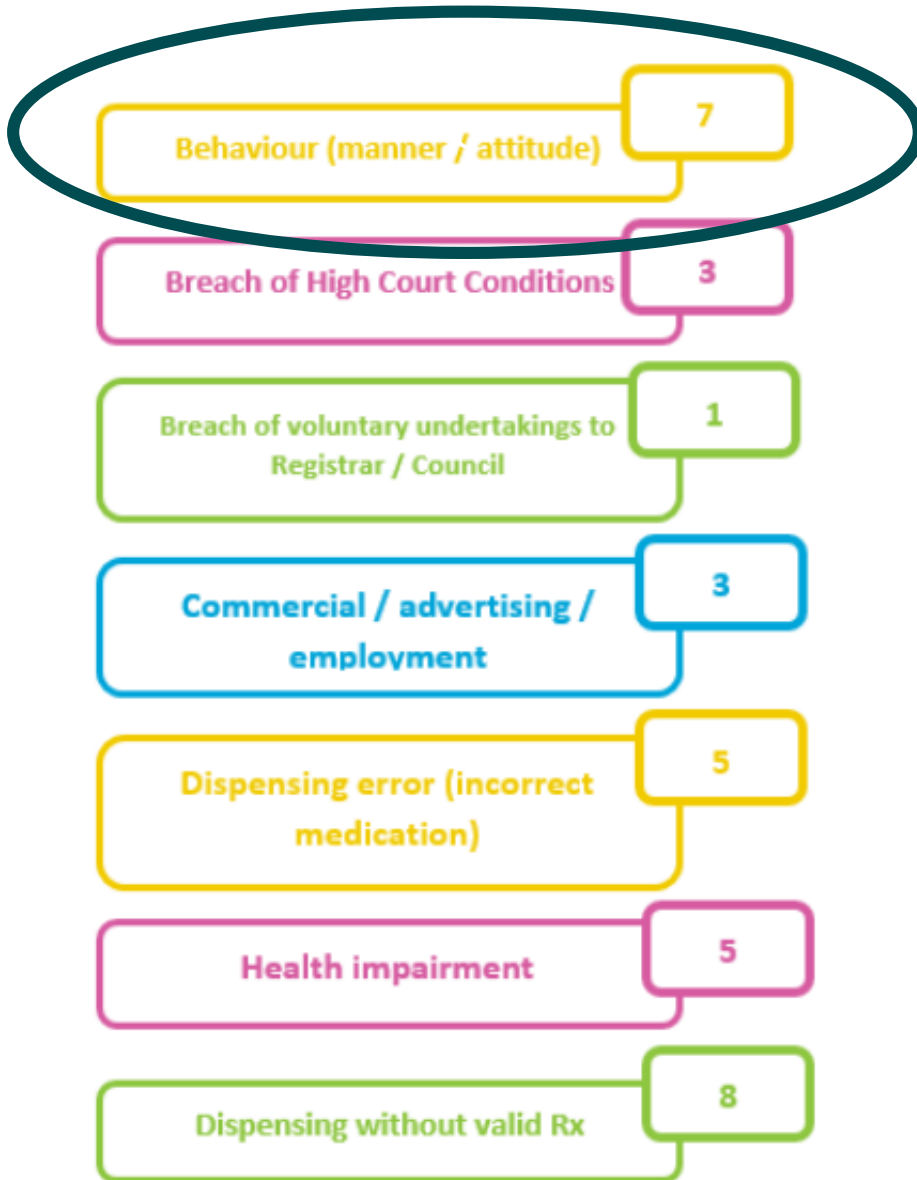 7
Behaviour (manner / attitude)
3
Breach of High Court Conditions
1
Breach of voluntary undertakings to
Registrar / Council
3
Commercial / advertising /
employment
5
Dispensing error (incorrect
medication)
5
Health impairment
8
Dispensing without valid Rx